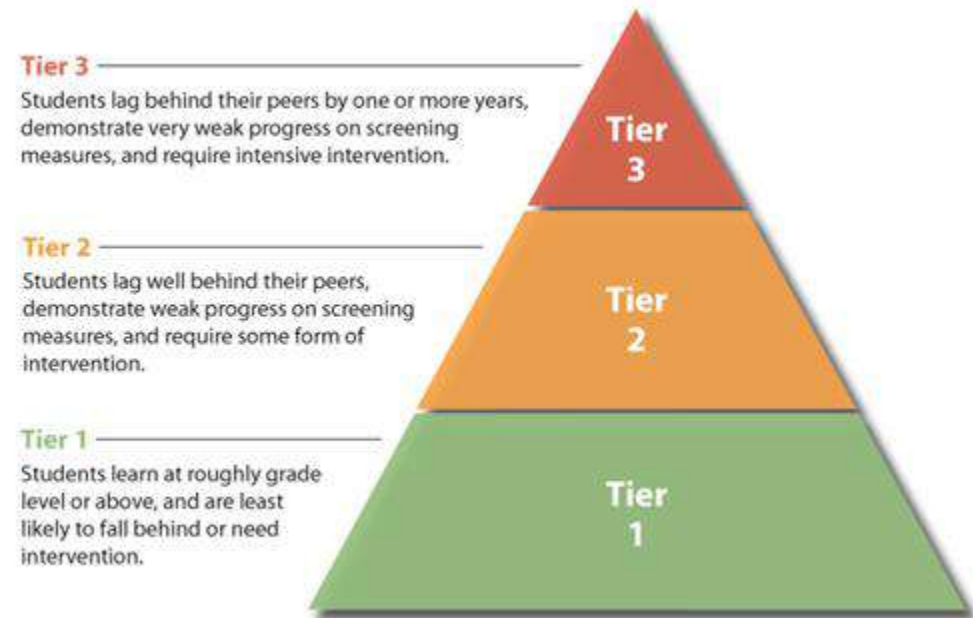 Tier 3
Students lag behind their peers by one or more years,
demonstrate very weak progress on screening
measures, and require intensive intervention.
Tier
3
Tier 2
Students lag well behind their peers,
demonstrate weak progress on screening
measures, and require some form of
intervention.
Tier
2
Tier 1
Students learn at roughly grade
level or above, and are least
likely to fall behind or need
intervention.
Tier
1